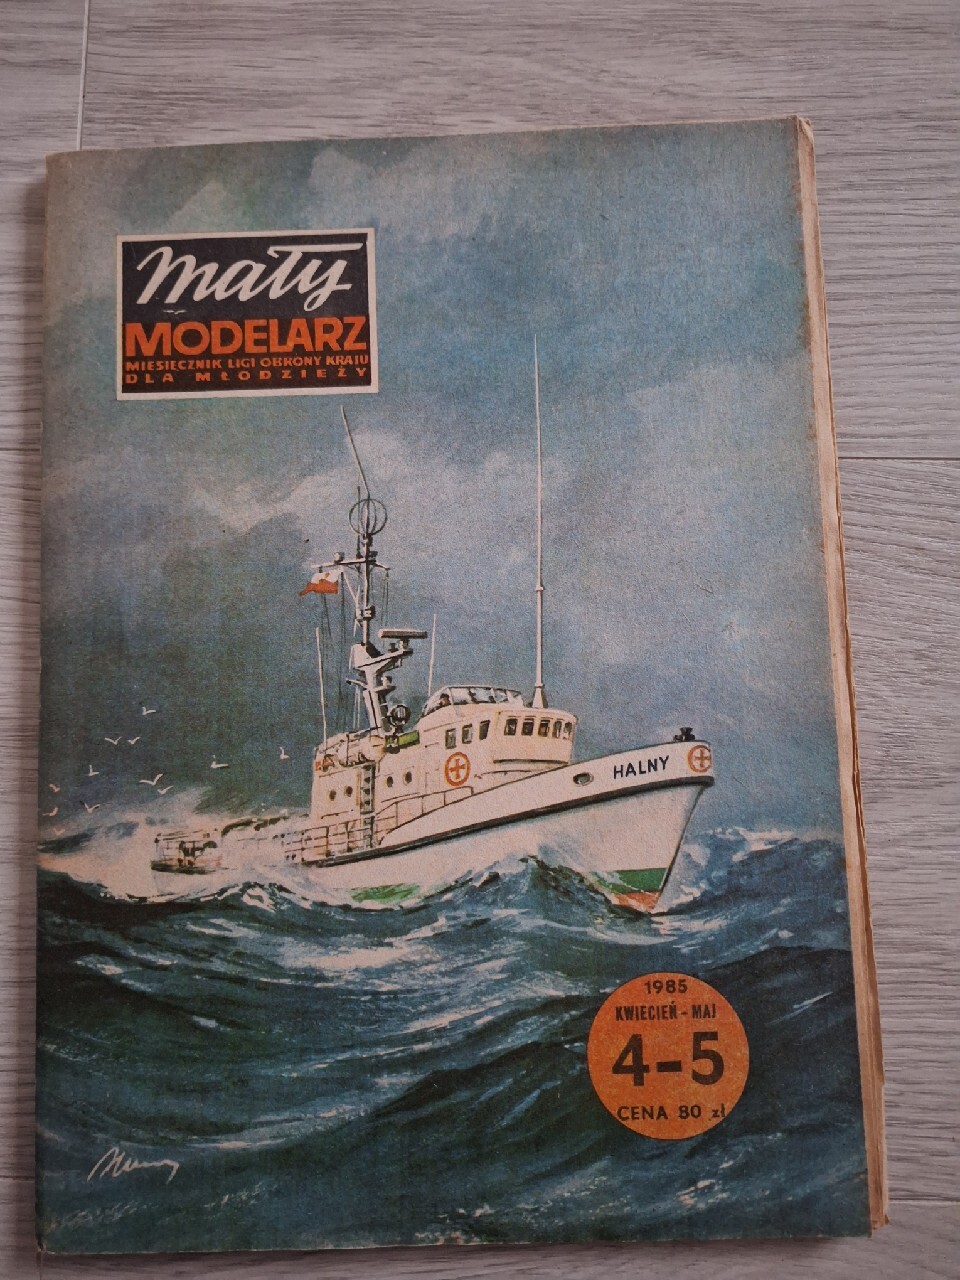 mały
MODELARZ
MIESIĘCZNIK LIGI OBRONY KRAJU
DLA MŁODZIEŻY
HALNY
1985
KWIECIEŃ - MAJ
4-5
CENA 80 zł